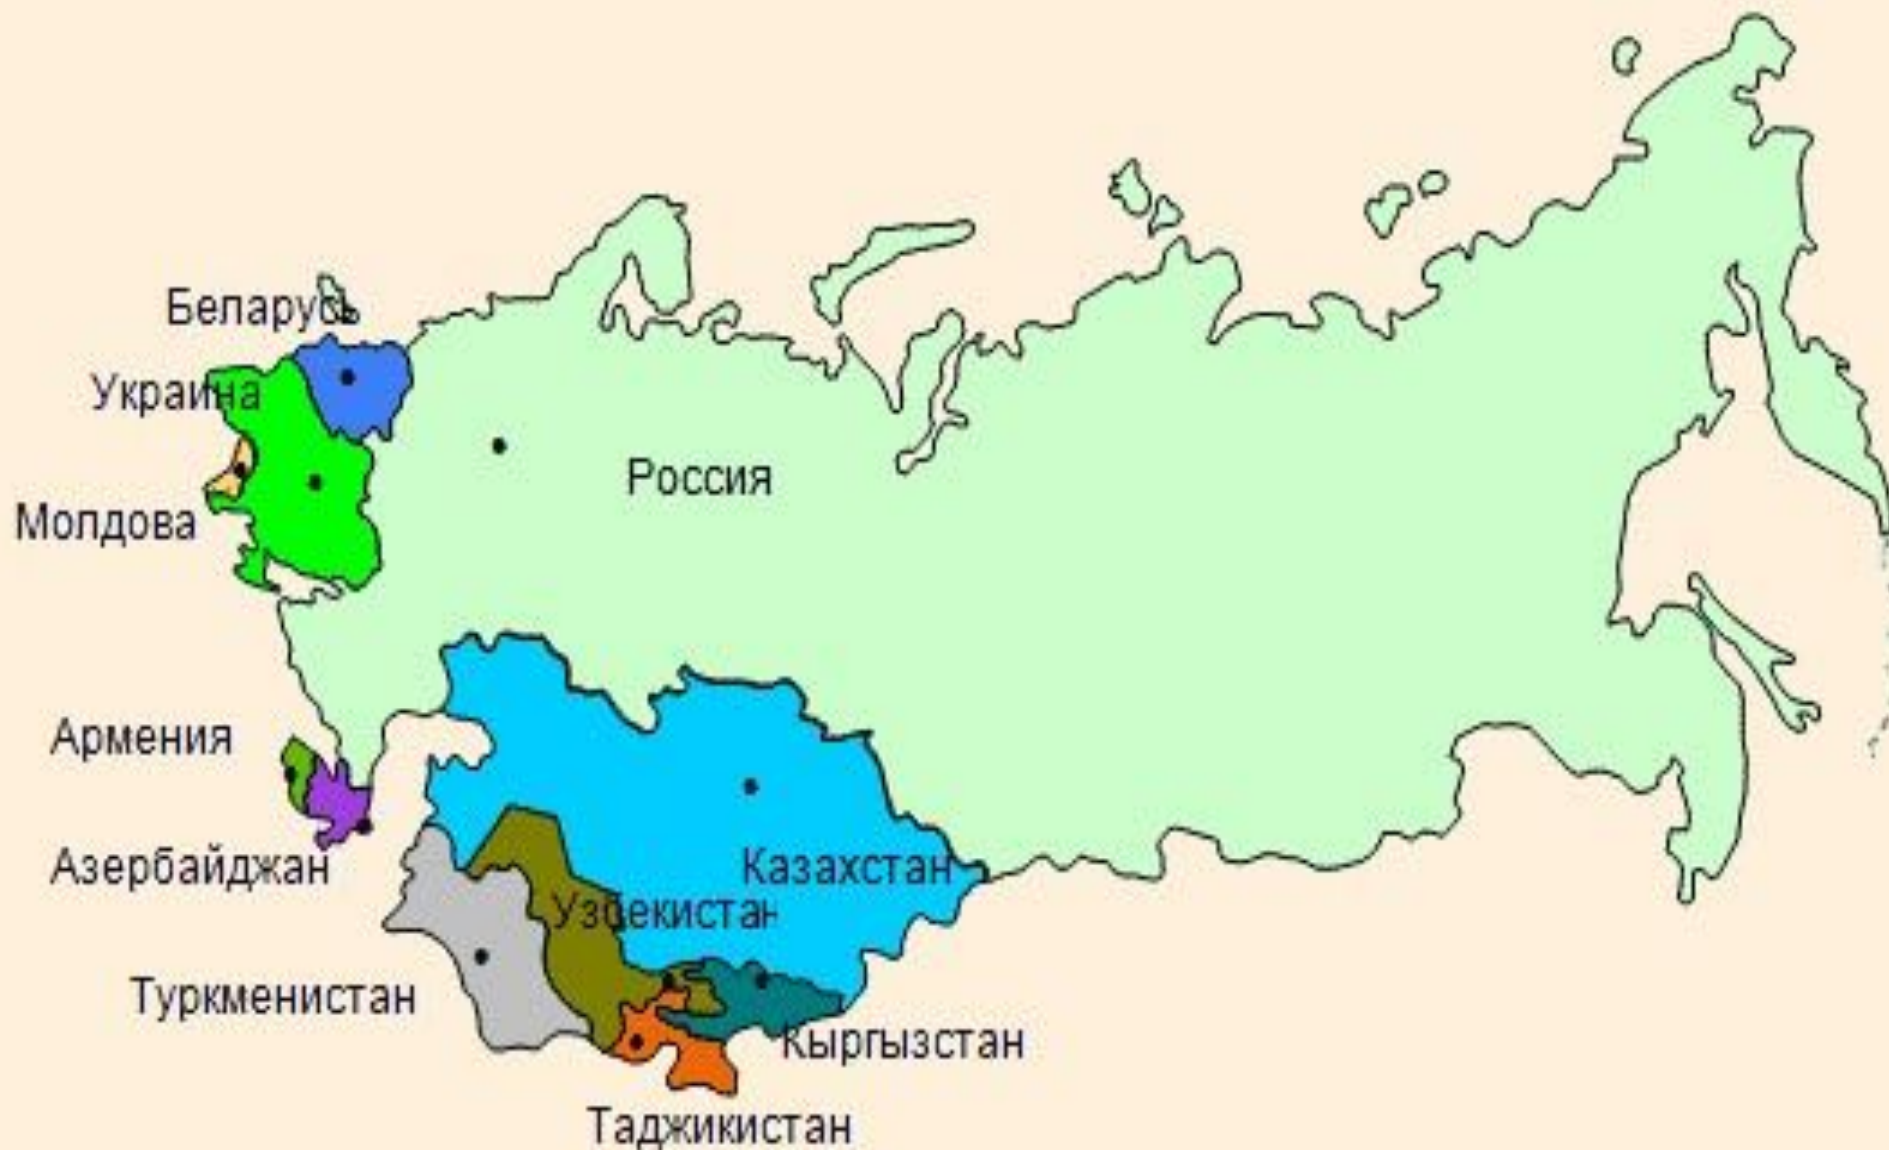 Беларусь
Украина
Россия
Молдова
Армения
Азербайджан
Казахстан
Узбекистан
Туркменистан
Кыргызстан
Таджикистан